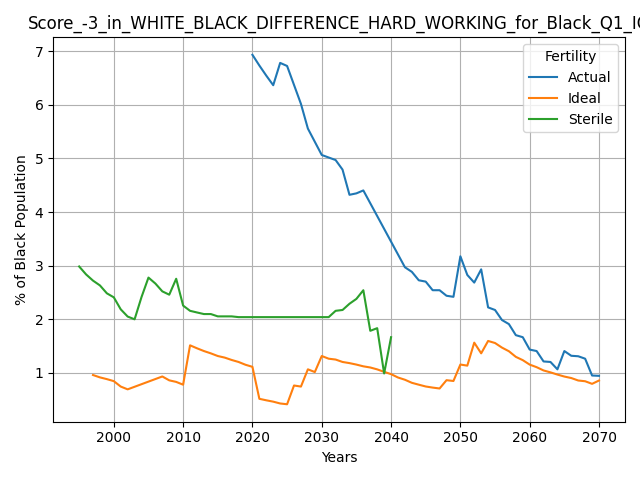 Score_-3_in_WHITE_BLACK_DIFFERENCE_HARD_WORKING_for_Black_Q1_IQ
Fertility
Actual
Ideal
Sterile
% of Black Population
7
6
5
4
3
2
1
2000 2010 2020 2030 2040 2050 2060 2070
Years